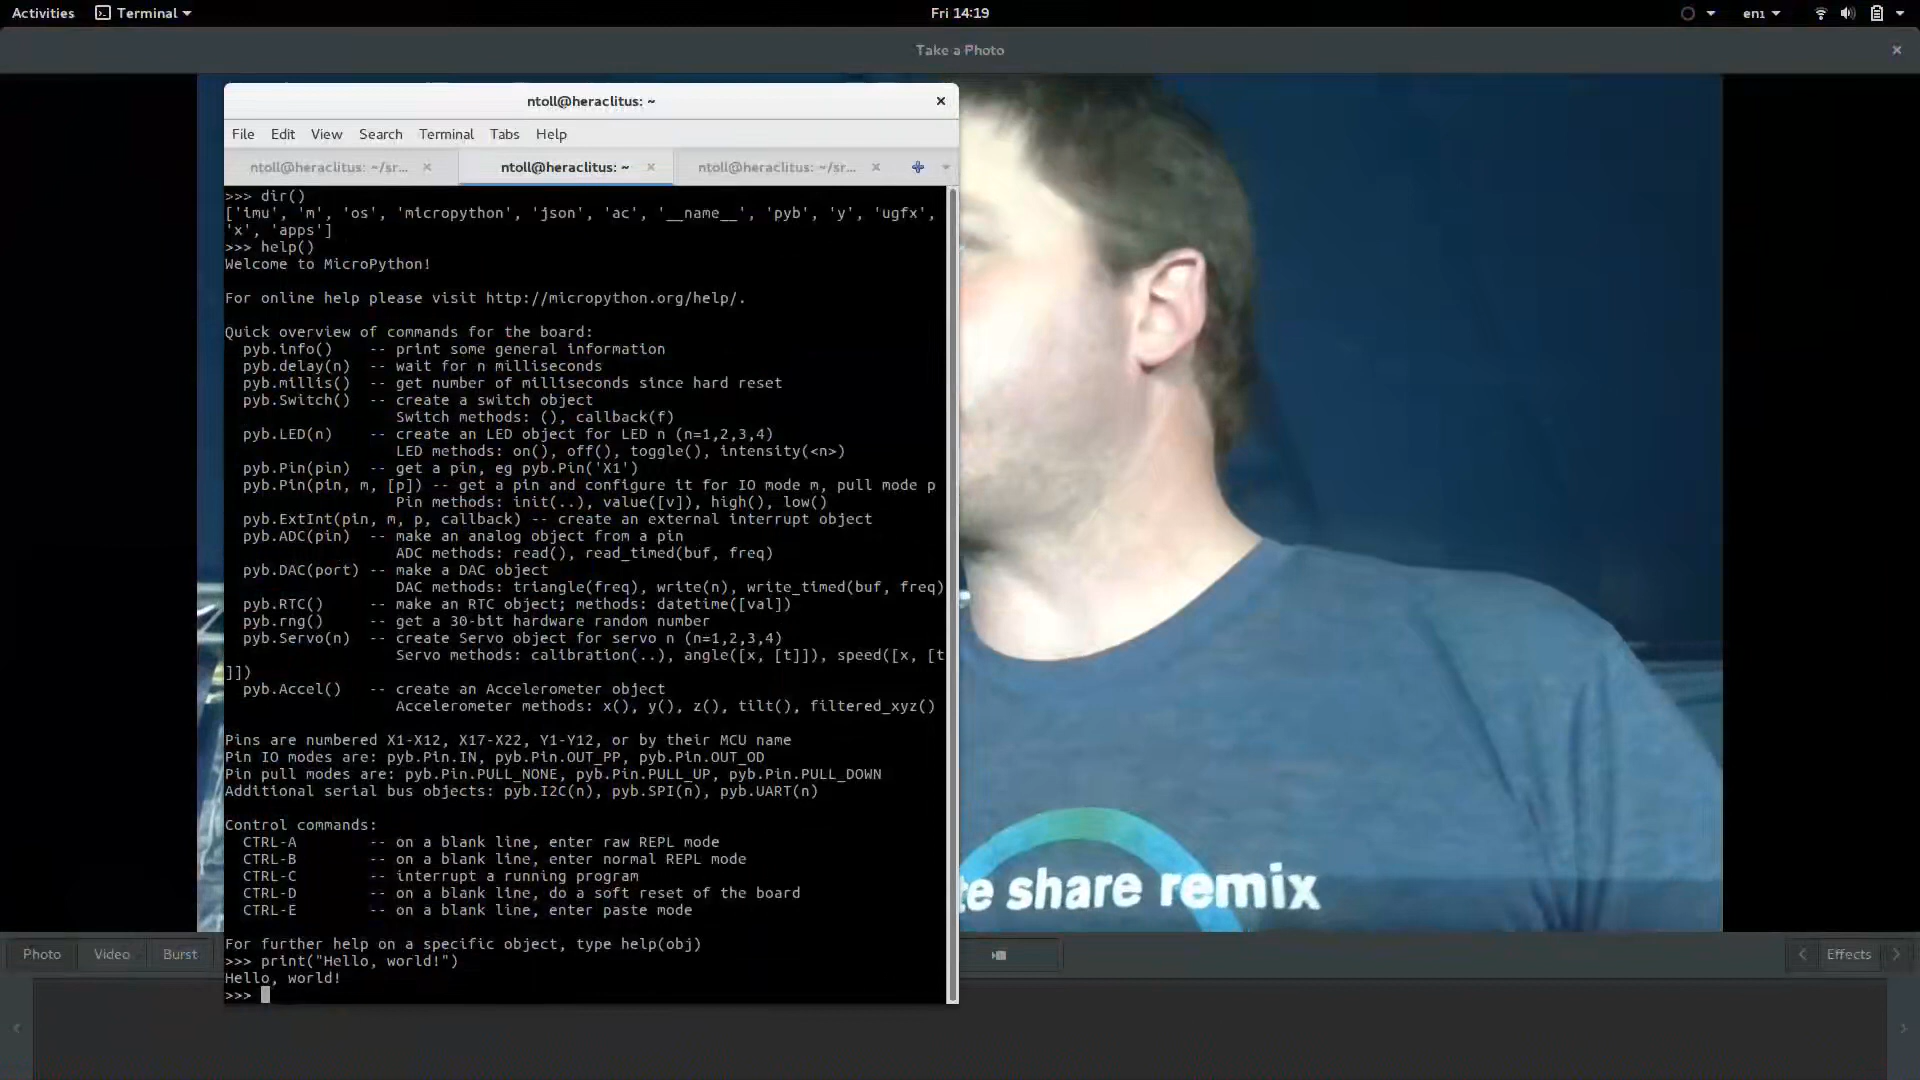 Activities Terminal Fri 14:19 en1
Take a Photo
ntoll@heraclitus: ~
File Edit View Search Terminal Tabs Help
ntoll@heraclitus: ~/sr... ntoll@heraclitus: ~ ntoll@heraclitus: ~/sr...
>>> dir()
['imu', 'm', 'os', 'micropython', 'json', 'ac', '__name__', 'pyb', 'y', 'ugfx',
'x', 'apps']
>>> help()
Welcome to MicroPython!
For online help please visit http://micropython.org/help/.
Quick overview of commands for the board:
pyb.info() -- print some general information
pyb.delay(n) -- wait for n milliseconds
pyb.millis() -- get number of milliseconds since hard reset
pyb.Switch() -- create a switch object
Switch methods: (), callback(f)
pyb.LED(n) -- create an LED object for LED n (n=1,2,3,4)
LED methods: on(), off(), toggle(), intensity(<n>)
pyb.Pin(pin) -- get a pin, eg pyb.Pin('X1')
pyb.Pin(pin, m, [p]) -- get a pin and configure it for IO mode m, pull mode p
Pin methods: init(..), value([v]), high(), low()
pyb.ExtInt(pin, m, p, callback) -- create an external interrupt object
pyb.ADC(pin) -- make an analog object from a pin
ADC methods: read(), read_timed(buf, freq)
pyb.DAC(port) -- make a DAC object
DAC methods: triangle(freq), write(n), write_timed(buf, freq)
pyb.RTC() -- make an RTC object; methods: datetime([val])
pyb.rng() -- get a 30-bit hardware random number
pyb.Servo(n) -- create Servo object for servo n (n=1,2,3,4)
Servo methods: calibration(..), angle([x, [t]]), speed([x, [t
]])
pyb.Accel() -- create an Accelerometer object
Accelerometer methods: x(), y(), z(), tilt(), filtered_xyz()
Pins are numbered X1-X12, X17-X22, Y1-Y12, or by their MCU name
Pin IO modes are: pyb.Pin.IN, pyb.Pin.OUT_PP, pyb.Pin.OUT_OD
Pin pull modes are: pyb.Pin.PULL_NONE, pyb.Pin.PULL_UP, pyb.Pin.PULL_DOWN
Additional serial bus objects: pyb.I2C(n), pyb.SPI(n), pyb.UART(n)
Control commands:
CTRL-A -- on a blank line, enter raw REPL mode
CTRL-B -- on a blank line, enter normal REPL mode
CTRL-C -- interrupt a running program
CTRL-D -- on a blank line, do a soft reset of the board
CTRL-E -- on a blank line, enter paste mode
For further help on a specific object, type help(obj)
>>> print("Hello, world!")
Hello, world!
>>>
share remix
Photo Video Burst Effects